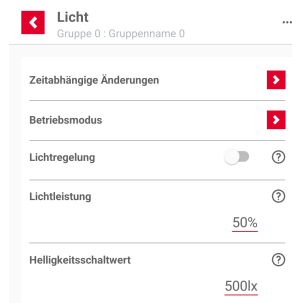 Licht
Gruppe 0 : Gruppenname 0
...
Zeitabhängige Änderungen
Betriebsmodus
Lichtregelung
Lichtleistung
50%
Helligkeitsschaltwert
500lx